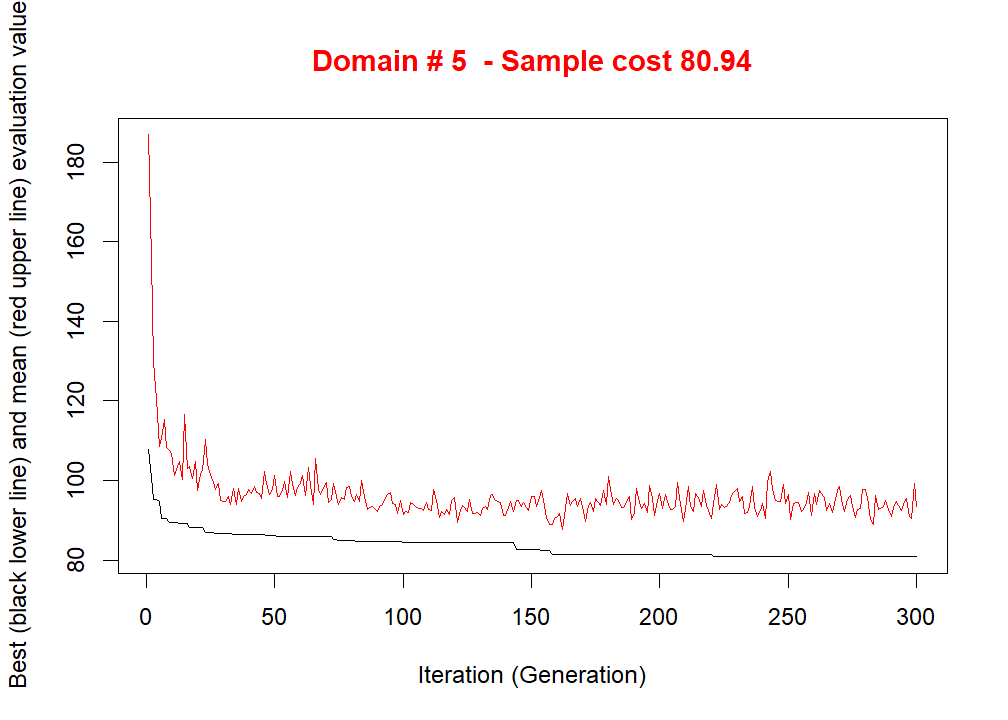 Domain # 5  - Sample cost 80.94
Best (black lower line) and mean (red upper line) evaluation value
180
160
140
120
100
80
0 50 100 150 200 250 300
Iteration (Generation)